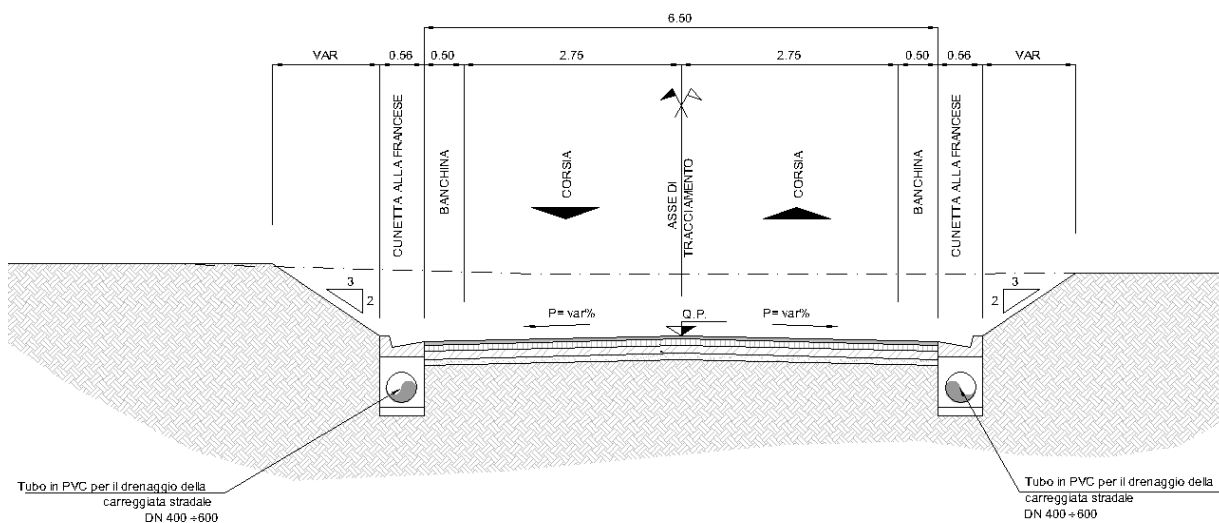 6.50
VAR
0.56
0.50
2.75
2.75
0.50
0.56
VAR
CUNETTA ALLA FRANCESE
BANCHINA
CORSIA
ASSE DI
TRACCIAMENTO
CORSIA
BANCHINA
CUNETTA ALLA FRANCESE
3
2
3
2
P= var%
Q.P.
P= var%
Tubo in PVC per il drenaggio della
carreggiata stradale
DN 400 ÷600
Tubo in PVC per il drenaggio della
carreggiata stradale
DN 400 ÷600